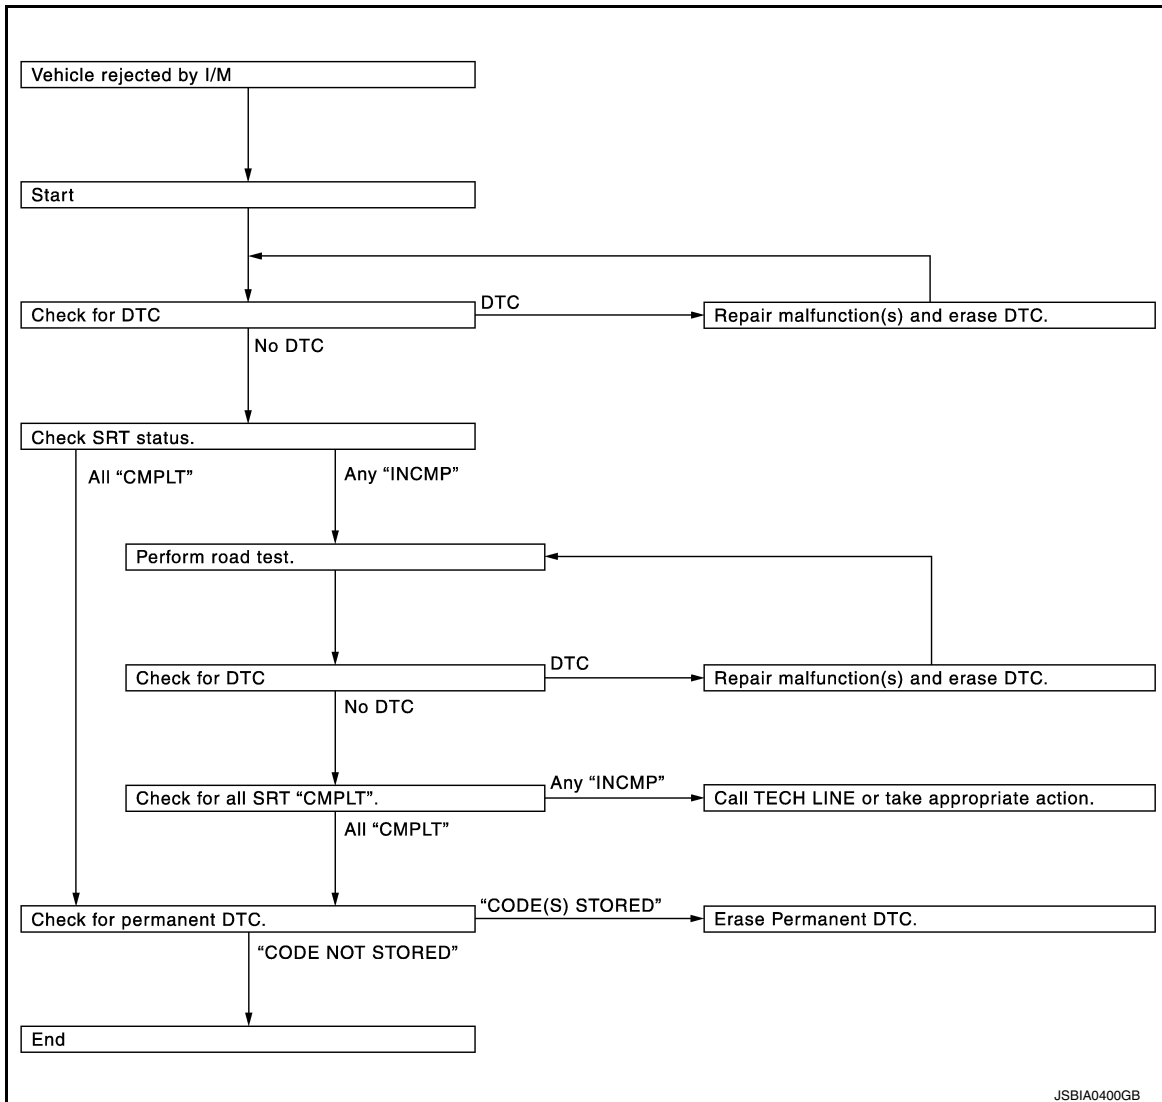 Vehicle rejected by I/M
Start
Check for DTC
DTC
Repair malfunction(s) and erase DTC.
No DTC
Check SRT status.
All “CMPLT”
Any “INCMP”
Perform road test.
Check for DTC
DTC
Repair malfunction(s) and erase DTC.
No DTC
Check for all SRT “CMPLT”.
Any “INCMP”
Call TECH LINE or take appropriate action.
All “CMPLT”
Check for permanent DTC.
“CODE(S) STORED”
Erase Permanent DTC.
“CODE NOT STORED”
End
JSBIA0400GB